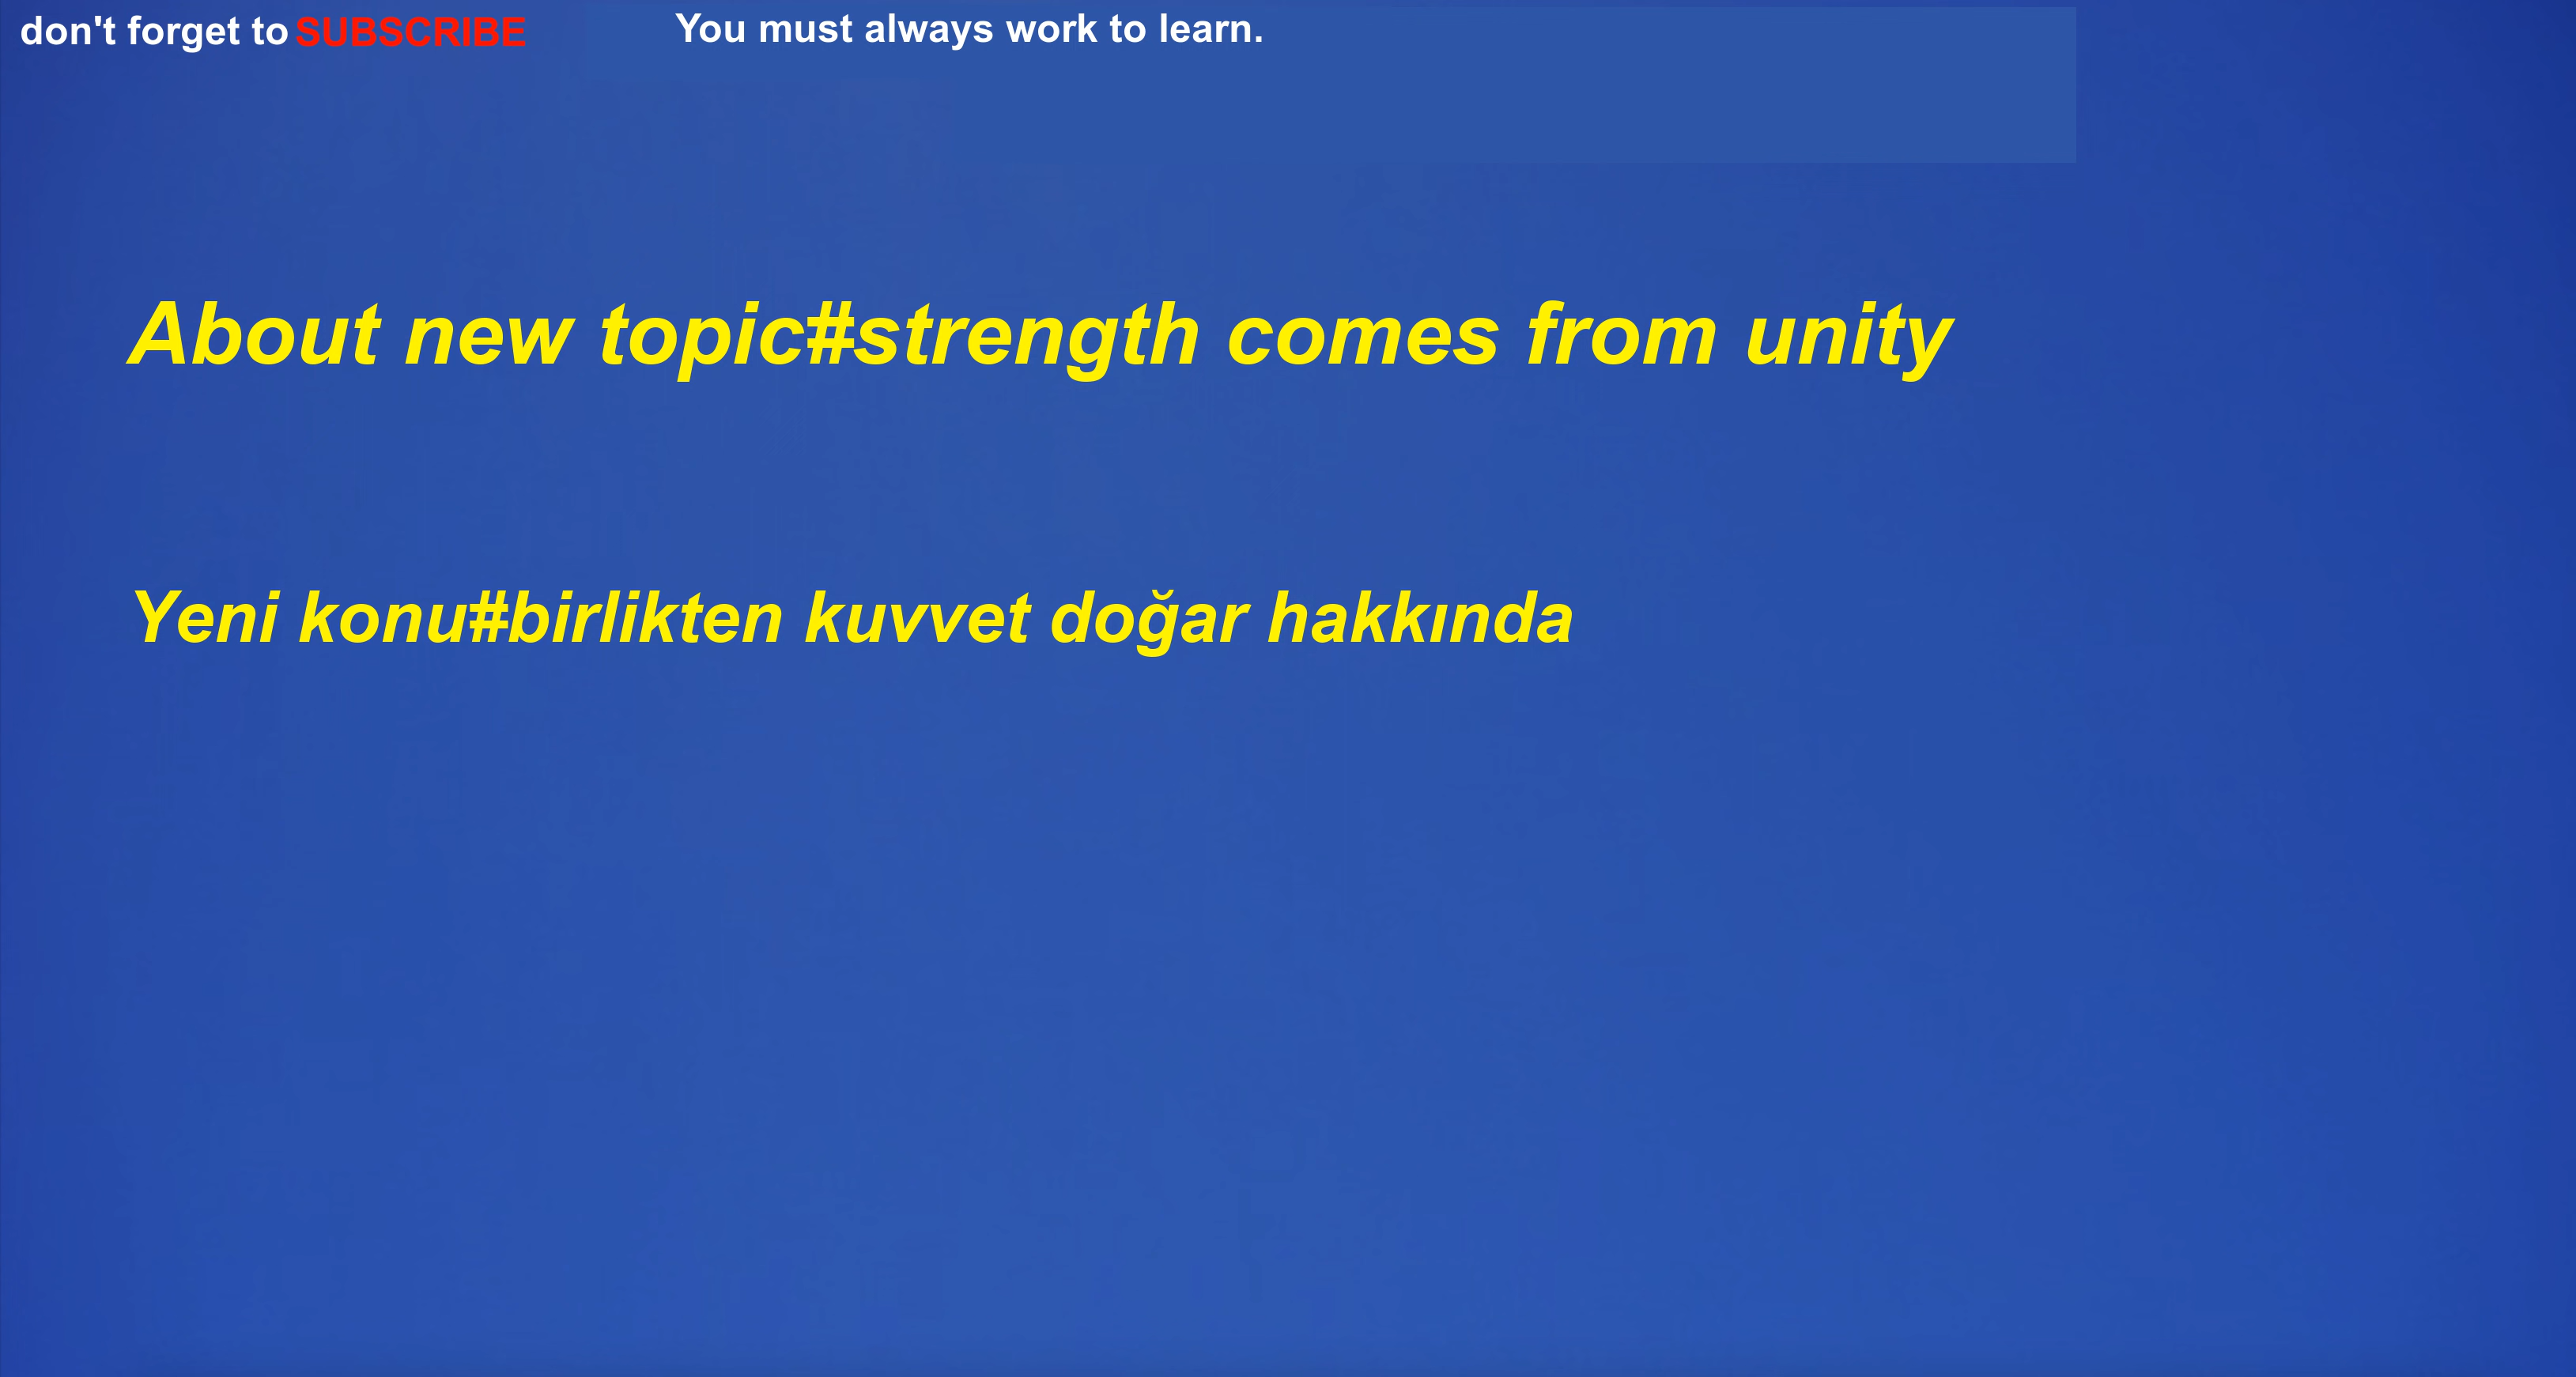 don't forget to SUBSCRIBE
You must always work to learn.
About new topic#strength comes from unity
Yeni konu#birlikten kuvvet doğar hakkında